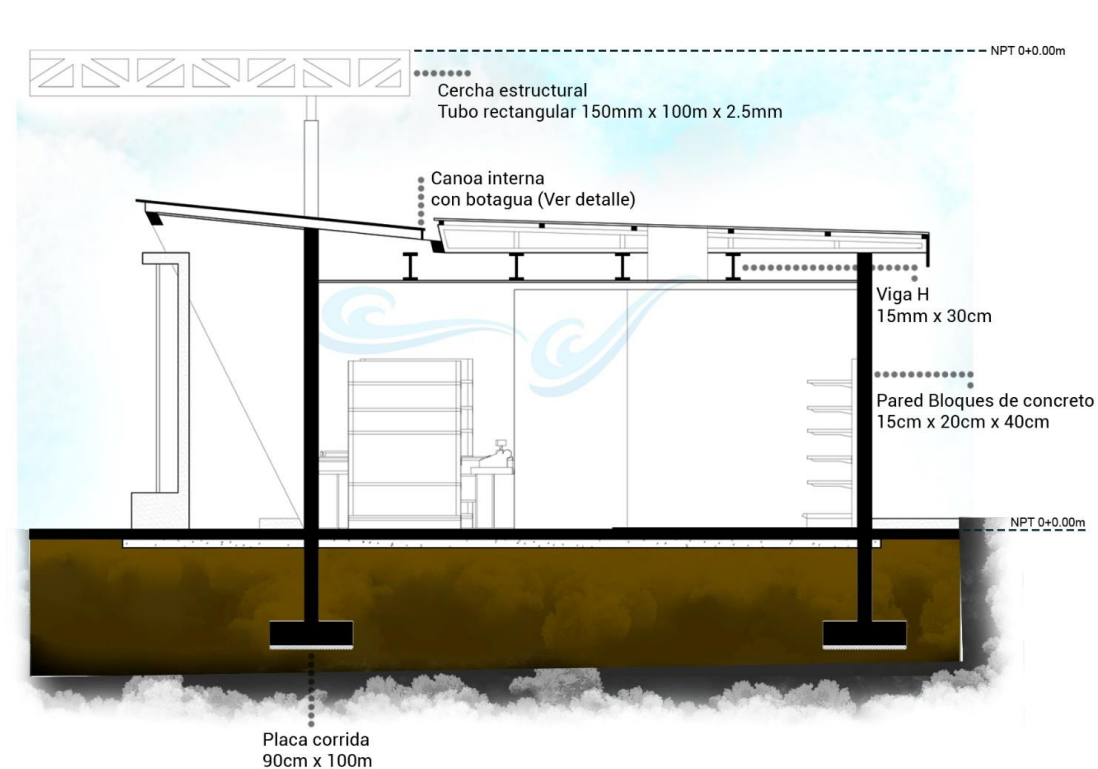 NPT 0+0.00m
Cercha estructural
Tubo rectangular 150mm x 100m x 2.5mm
Canoa interna
con botagua (Ver detalle)
Viga H
15mm x 30cm
Pared Bloques de concreto
15cm x 20cm x 40cm
NPT 0+0.00m
Placa corrida
90cm x 100m